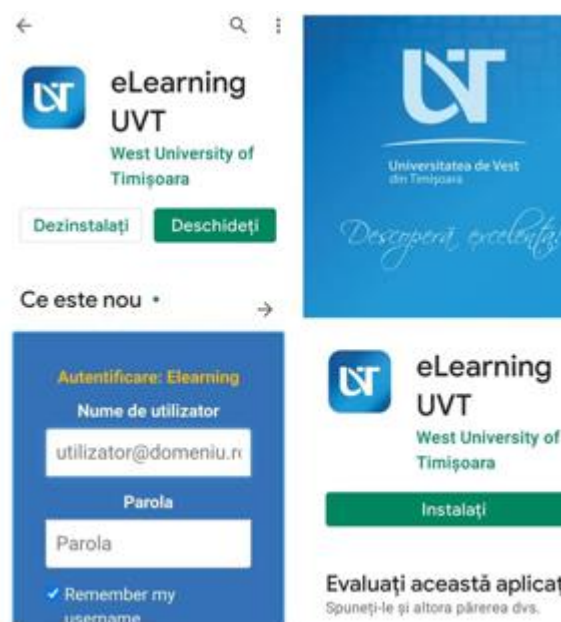 eLearning
UVT
West University of
Timișoara
Dezinstalați
Deschideți
Ce este nou •
Autentificare: Elearning
Nume de utilizator
utilizator@domeniu.r
Parola
Parola
Remember my
username
UVT
Universitatea de Vest
din Timișoara
Descoperă excelența!
eLearning
UVT
West University of
Timișoara
Instalați
Evaluați această aplicaț
Spuneți-le și altora părerea dvs.